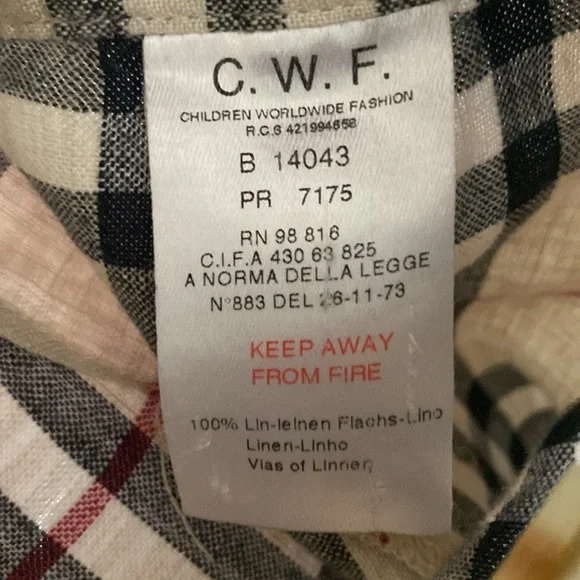 C. W. F.
CHILDREN WORLDWIDE FASHION
R.C.S 421994658
B 14043
PR 7175
RN 98 816
C.I.F.A 430 63 825
A NORMA DELLA LEGGE
N°883 DEL 26-11-73
KEEP AWAY
FROM FIRE
100% Lin-leinen Flachs-Lino
Linen-Linho
Vlas of Linnen